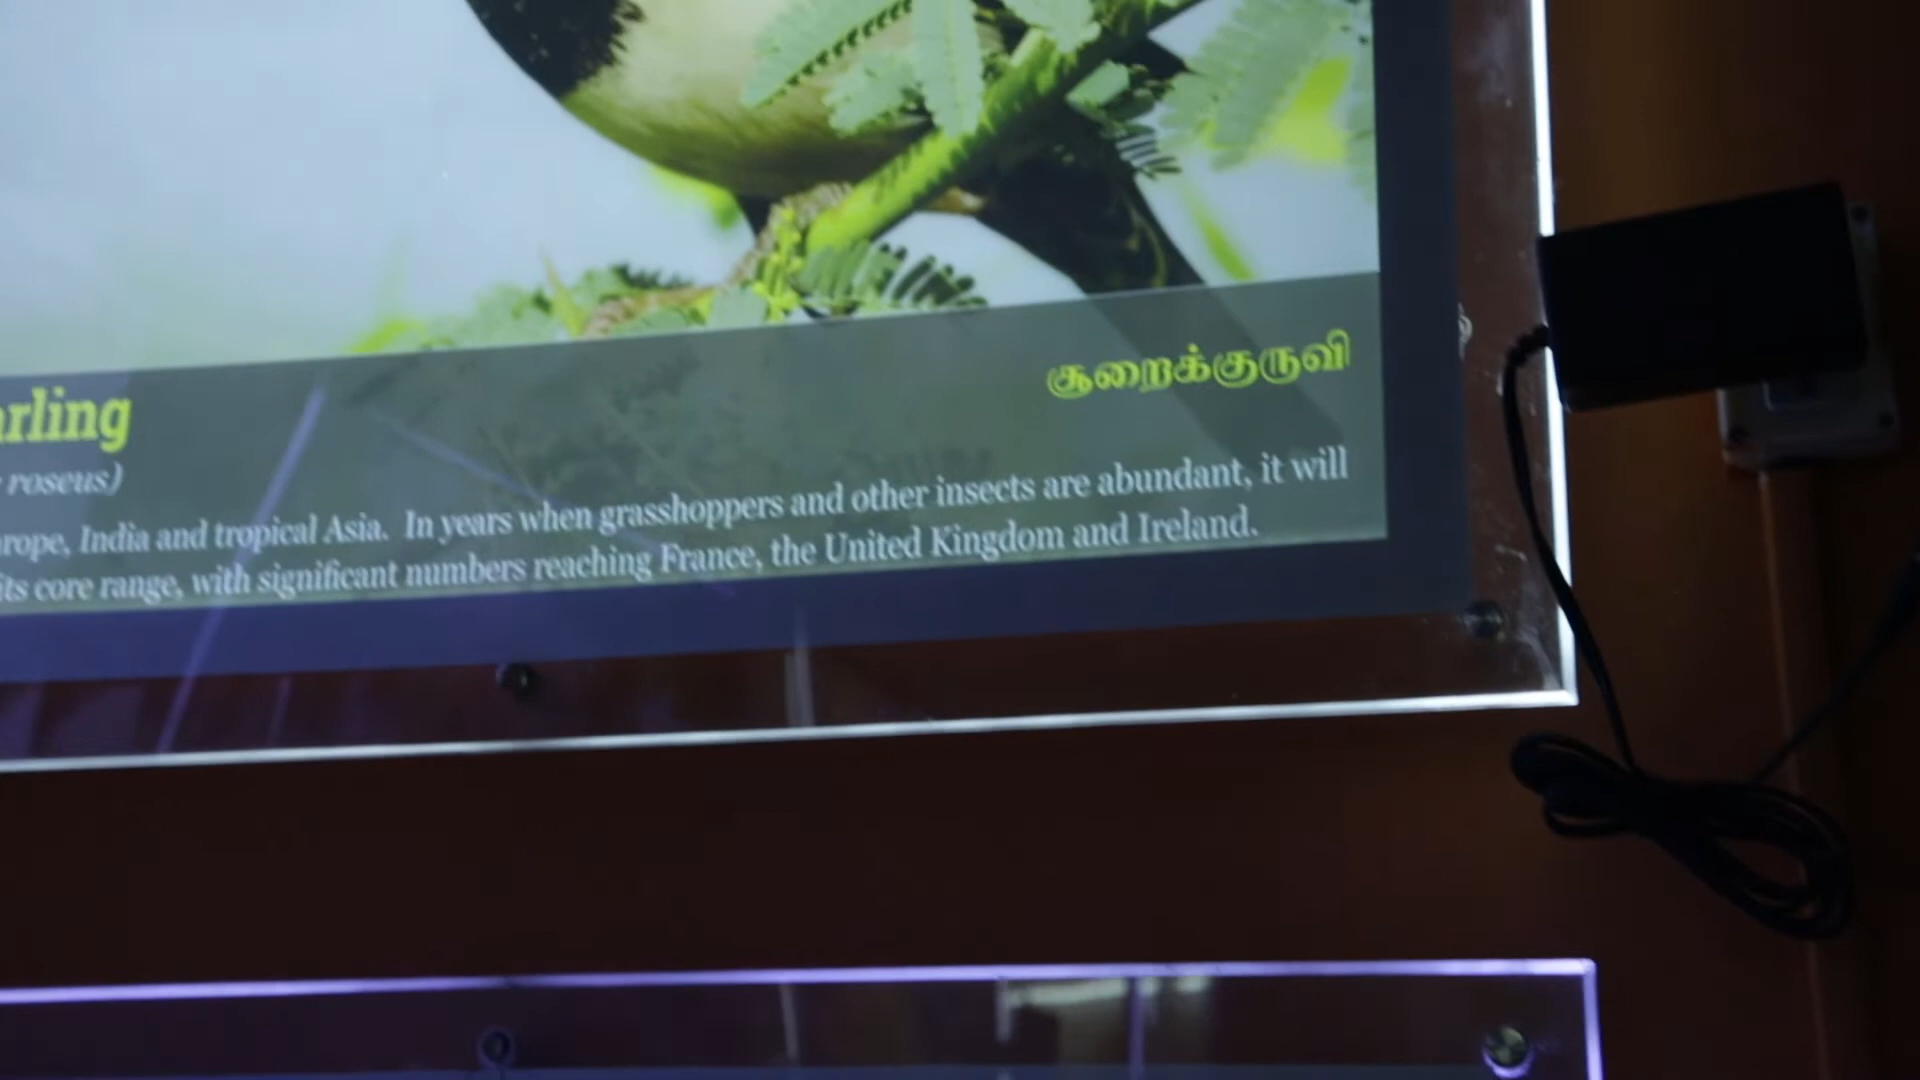 arling
சூறைக்குருவி
roseus)
urope, India and tropical Asia. In years when grasshoppers and other insects are abundant, it will
its core range, with significant numbers reaching France, the United Kingdom and Ireland.